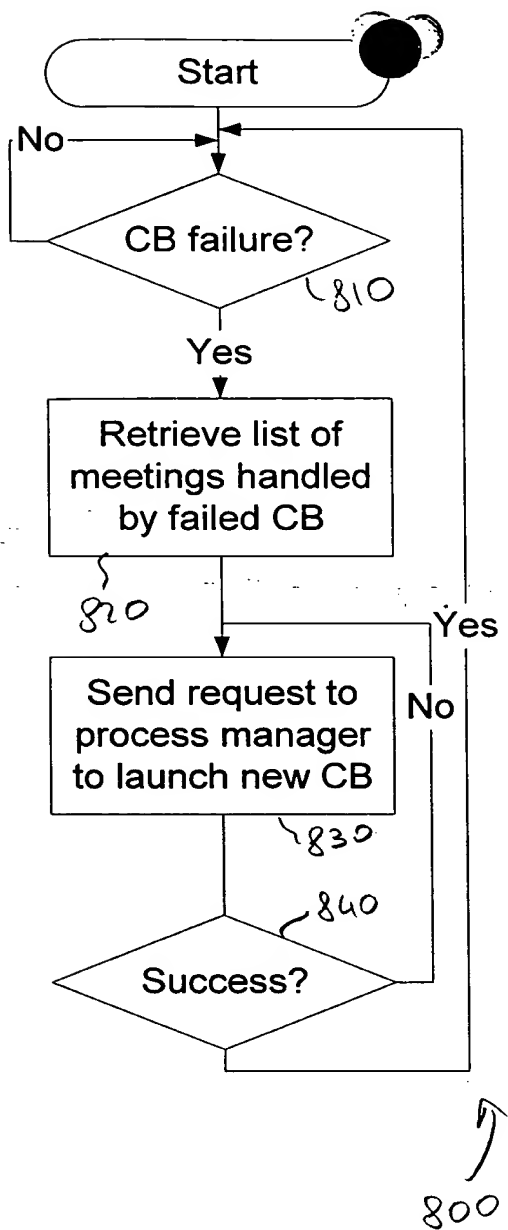 Start
No
CB failure?
810
Yes
Retrieve list of
meetings handled
by failed CB
820
Yes
No
Send request to
process manager
to launch new CB
830
840
Success?
800